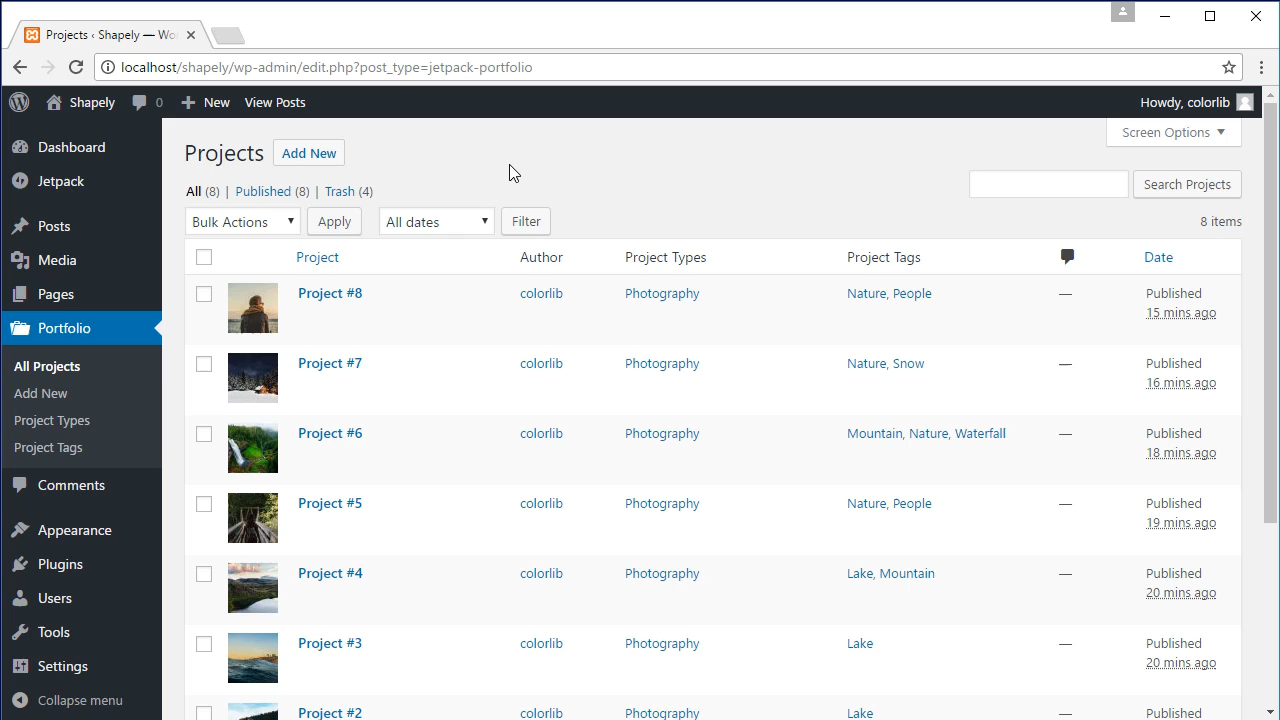 Projects ‹ Shapely — Wo
localhost/shapely/wp-admin/edit.php?post_type=jetpack-portfolio
Shapely 0 New View Posts Howdy, colorlib
Screen Options
Dashboard
Jetpack
Posts
Media
Pages
Portfolio
All Projects
Add New
Project Types
Project Tags
Comments
Appearance
Plugins
Users
Tools
Settings
Collapse menu
Projects Add New
All (8) | Published (8) | Trash (4)
Search Projects
Bulk Actions Apply All dates Filter 8 items
Project Author Project Types Project Tags Date
Project #8 colorlib Photography Nature, People — Published
15 mins ago
Project #7 colorlib Photography Nature, Snow — Published
16 mins ago
Project #6 colorlib Photography Mountain, Nature, Waterfall — Published
18 mins ago
Project #5 colorlib Photography Nature, People — Published
19 mins ago
Project #4 colorlib Photography Lake, Mountain — Published
20 mins ago
Project #3 colorlib Photography Lake — Published
20 mins ago
Project #2 colorlib Photography Lake — Published